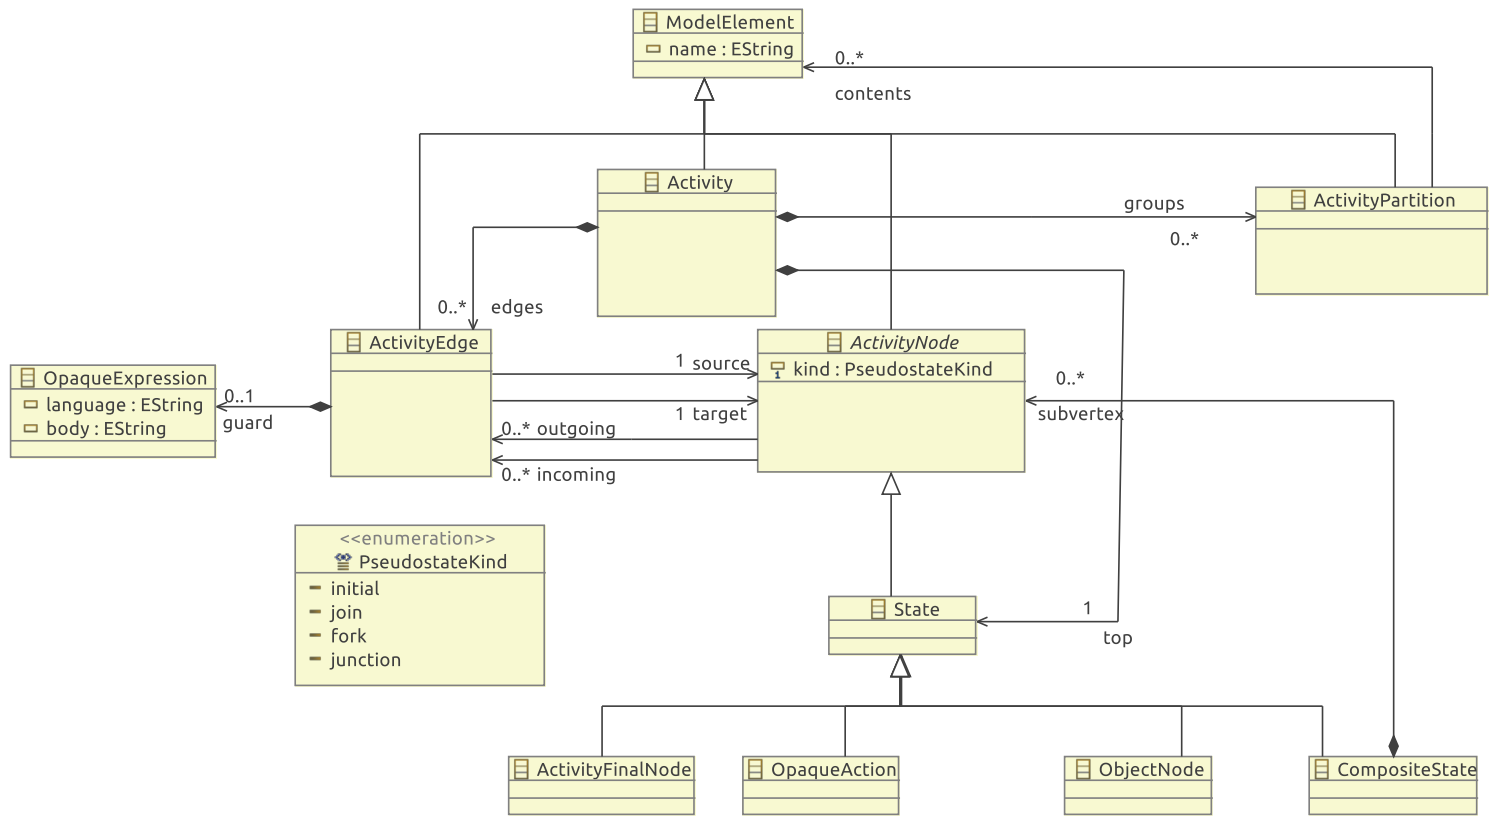 ModelElement
name : EString
0..*
contents
Activity
groups
0..*
ActivityPartition
0..* edges
ActivityEdge
ActivityNode
kind : PseudostateKind
1 source
1 target
0..* outgoing
0..* incoming
0..*
subvertex
OpaqueExpression
language : EString
body : EString
0..1
guard
<<enumeration>>
PseudostateKind
initial
join
fork
junction
State
1
top
ActivityFinalNode
OpaqueAction
ObjectNode
CompositeState
1